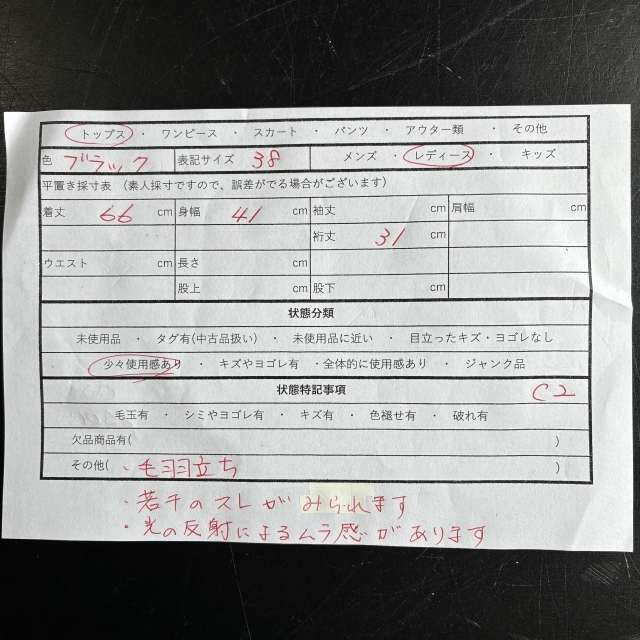 トップス ・ ワンピース ・ スカート ・ パンツ ・ アウター類 ・ その他
色 ブラック 表記サイズ 38 メンズ ・ レディース ・ キッズ
平置き採寸表 (素人採寸ですので、誤差がでる場合がございます)
着丈 66 cm 身幅 41 cm 袖丈 cm 肩幅 cm
裄丈 31 cm
ウエスト cm 長さ cm
股上 cm 股下 cm
状態分類
未使用品 ・ タグ有(中古品扱い) ・ 未使用品に近い ・ 目立ったキズ・ヨゴレなし
少々使用感あり ・ キズやヨゴレ有 ・全体的に使用感あり ・ ジャンク品
状態特記事項 C2
毛玉有 ・ シミやヨゴレ有 ・ キズ有 ・ 色褪せ有 ・ 破れ有
欠品商品有( )
その他( ・毛羽立ち )
・若干のスレがみられます
・光の反射によるムラ感があります